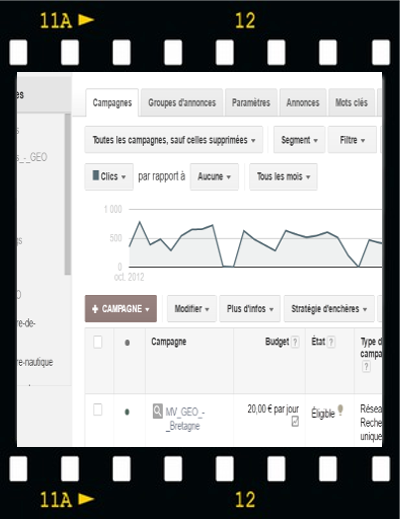 11A 12
es
Campagnes Groupes d'annonces Paramètres Annonces Mots clés
Toutes les campagnes, sauf celles supprimées Segment Filtre
s_-_GEO
Clics par rapport à Aucune Tous les mois
1 000
500
0
oct. 2012
+ CAMPAGNE Modifier Plus d'infos Stratégie d'enchères
re-de-
Campagne Budget ? État ? Type d
campa
?
re-nautique
MV_GEO_-
_Bretagne
20,00 € par jour
Éligible
Résea
Reche
unique
11A 12